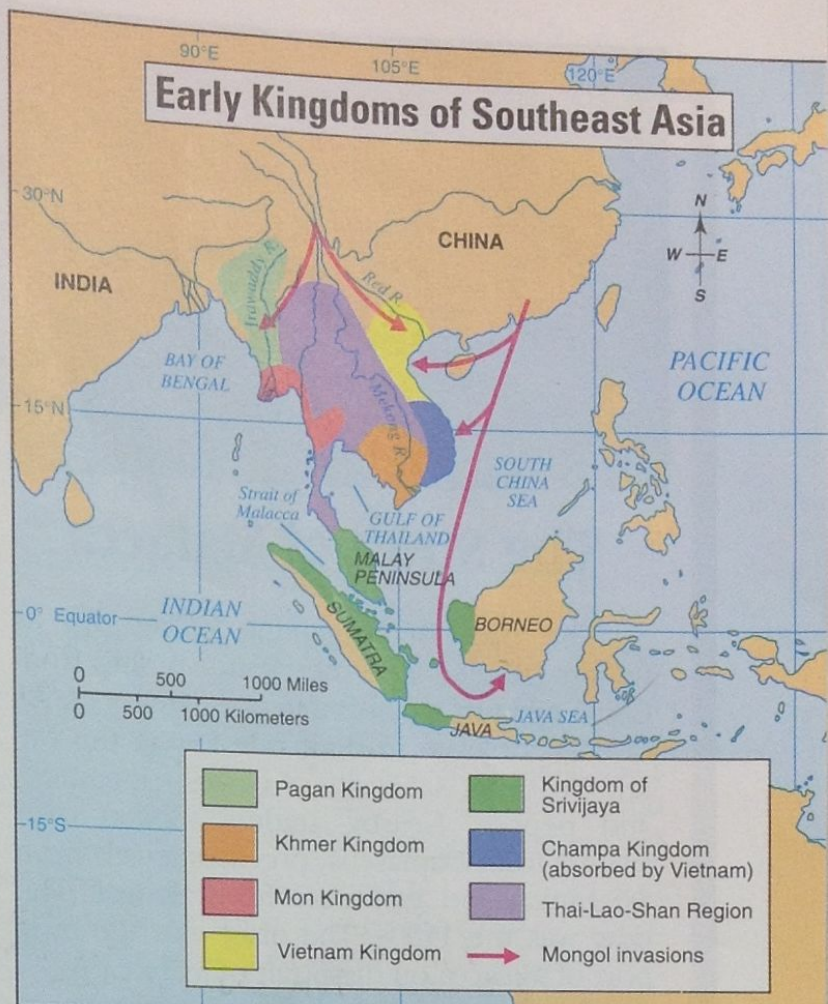 90°E
105°E
120°E
Early Kingdoms of Southeast Asia
30°N
N
W
E
S
CHINA
INDIA
Irawaddy R.
Red R.
BAY OF
BENGAL
PACIFIC
OCEAN
15°N
Mekong R.
SOUTH
CHINA
SEA
Strait of
Malacca
GULF OF
THAILAND
MALAY
PENINSULA
0° Equator
INDIAN
OCEAN
SUMATRA
BORNEO
0 500 1000 Miles
0 500 1000 Kilometers
JAVA SEA
JAVA
15°S
Pagan Kingdom
Khmer Kingdom
Mon Kingdom
Vietnam Kingdom
Kingdom of
Srivijaya
Champa Kingdom
(absorbed by Vietnam)
Thai-Lao-Shan Region
Mongol invasions